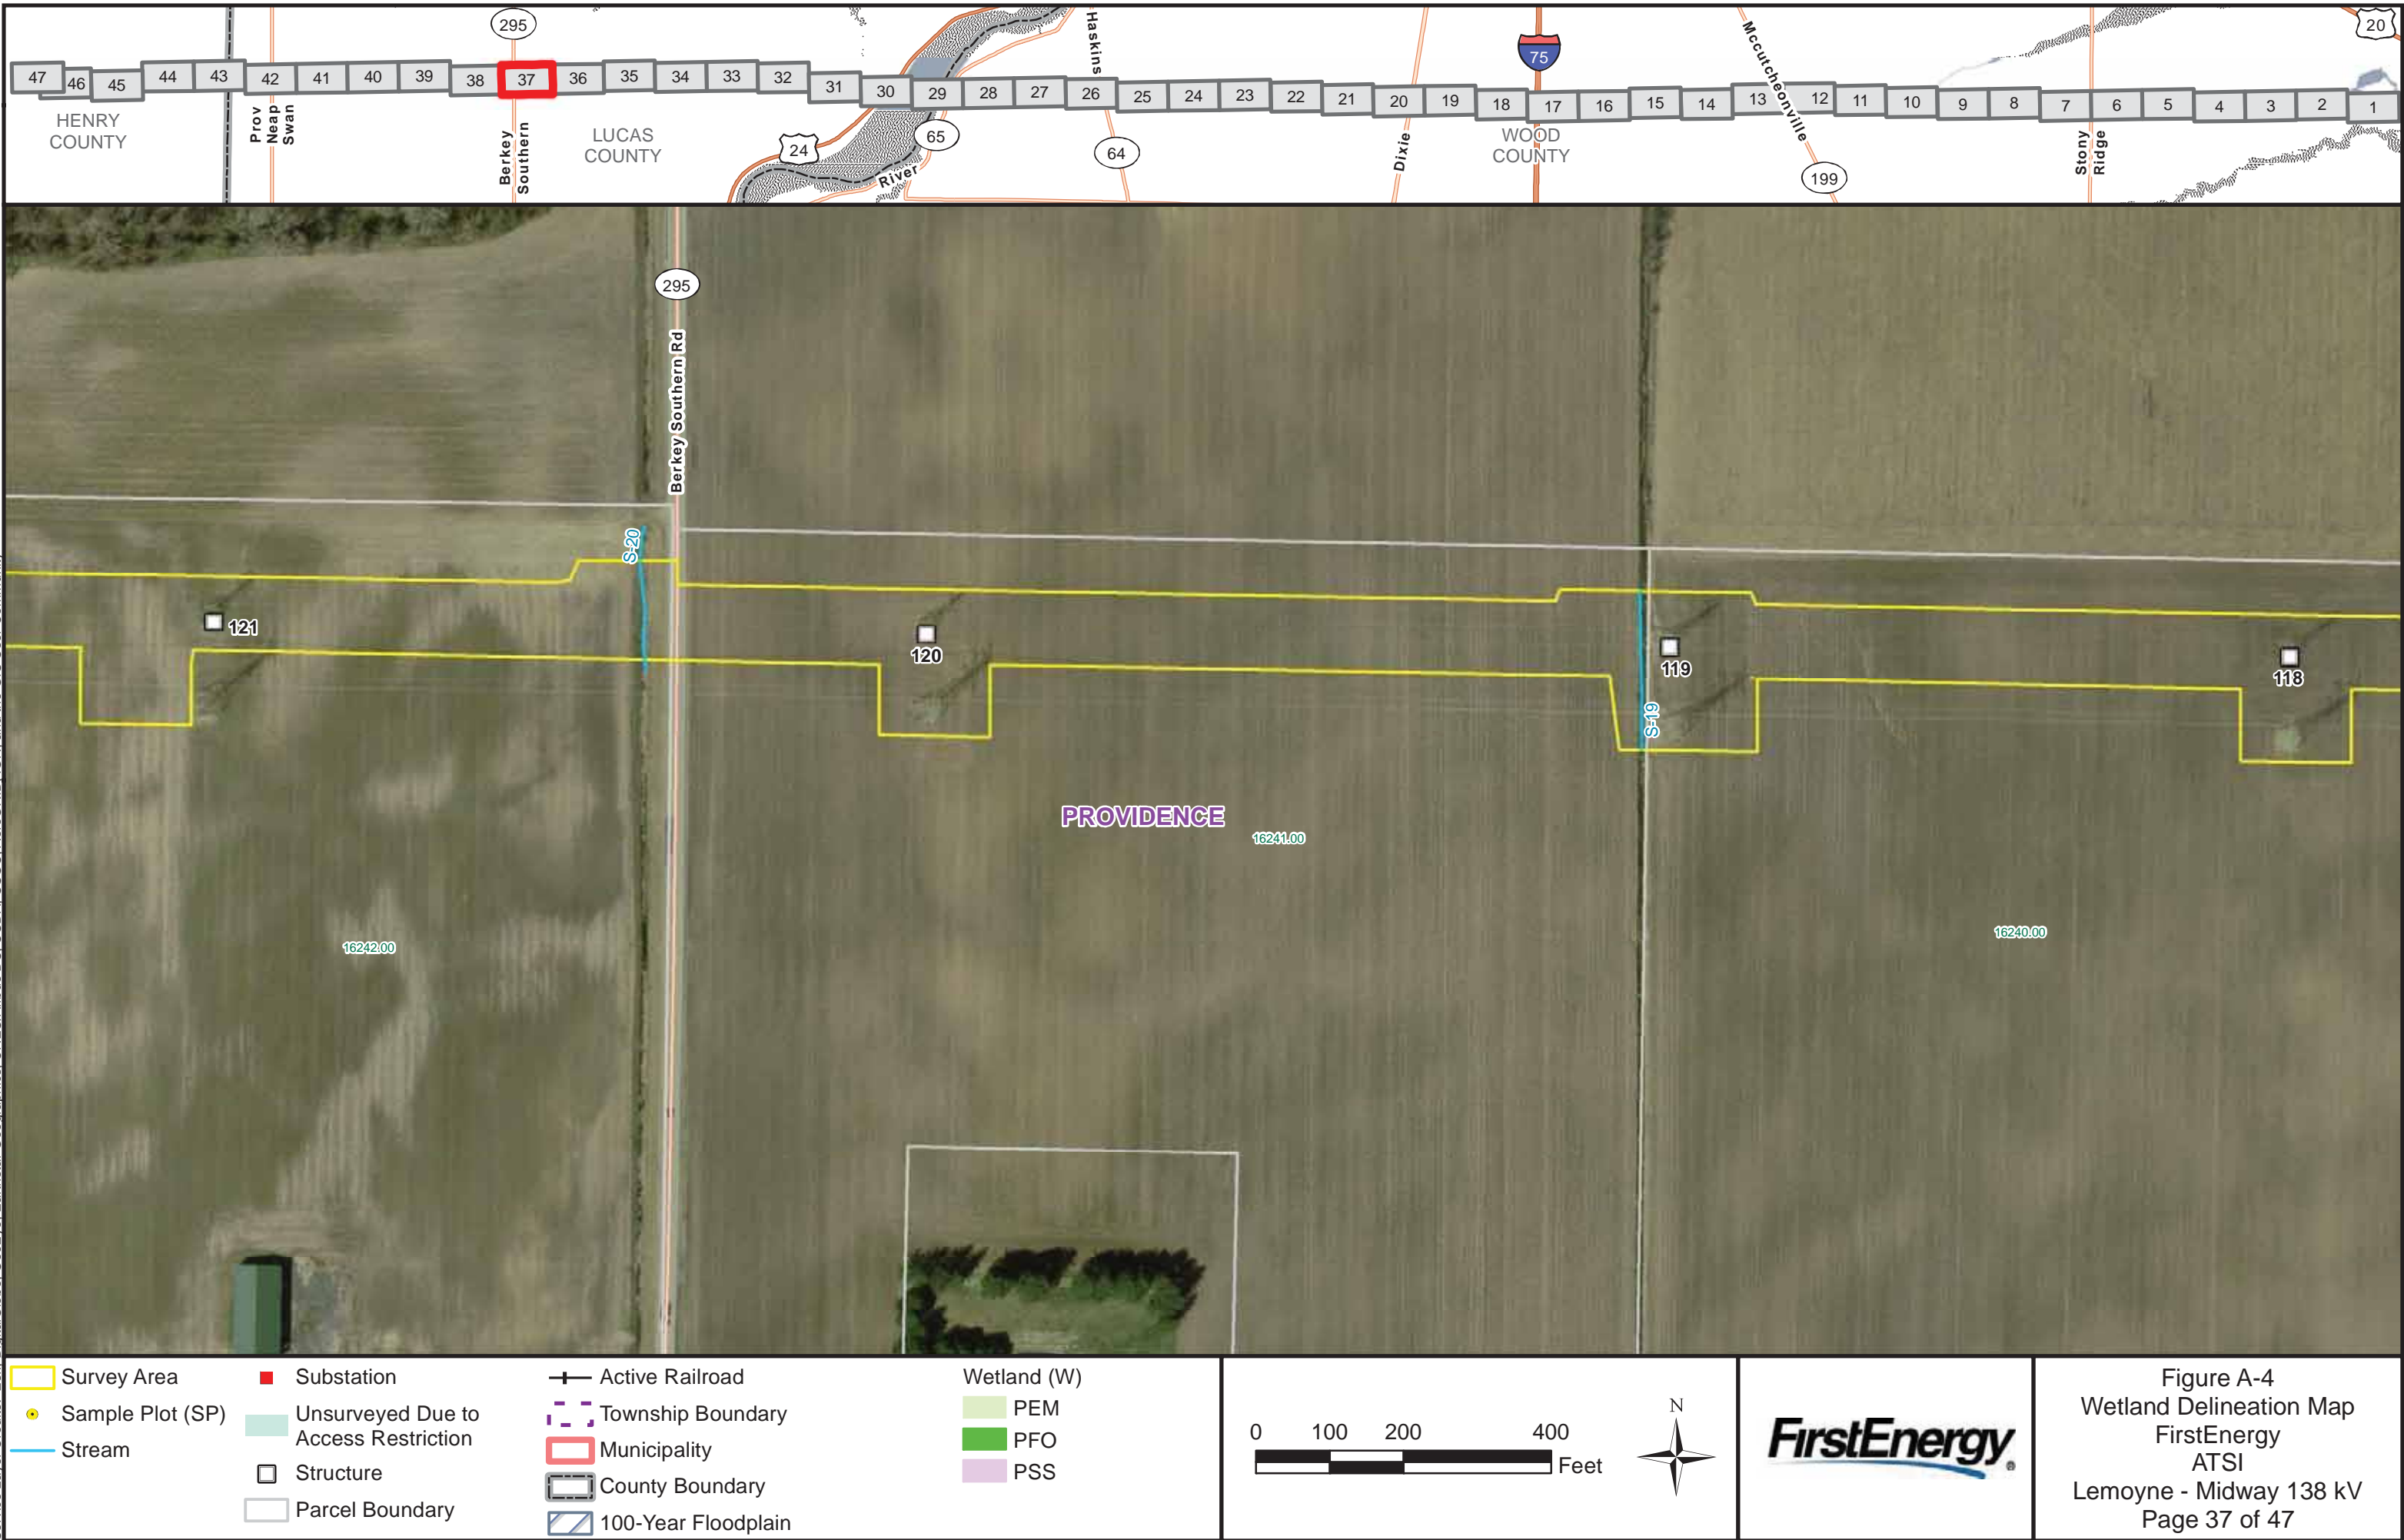 295
Haskins
75
Mccutcheonville
20
47 46 45 44 43 42 41 40 39 38 37 36 35 34 33 32 31 30 29 28 27 26 25 24 23 22 21 20 19 18 17 16 15 14 13 12 11 10 9 8 7 6 5 4 3 2 1
HENRY
COUNTY
Prov
Neap
Swan
Berkey
Southern
LUCAS
COUNTY
24
65
River
64
Dixie
WOOD
COUNTY
199
Stony
Ridge
295
Berkey Southern Rd
S-20
121
120
119
118
S-19
PROVIDENCE
16241.00
16242.00
16240.00
Survey Area
Sample Plot (SP)
Stream
Substation
Unsurveyed Due to
Access Restriction
Structure
Parcel Boundary
Active Railroad
Township Boundary
Municipality
County Boundary
100-Year Floodplain
Wetland (W)
PEM
PFO
PSS
0 100 200 400
Feet
N
FirstEnergy®
Figure A-4
Wetland Delineation Map
FirstEnergy
ATSI
Lemoyne - Midway 138 kV
Page 37 of 47